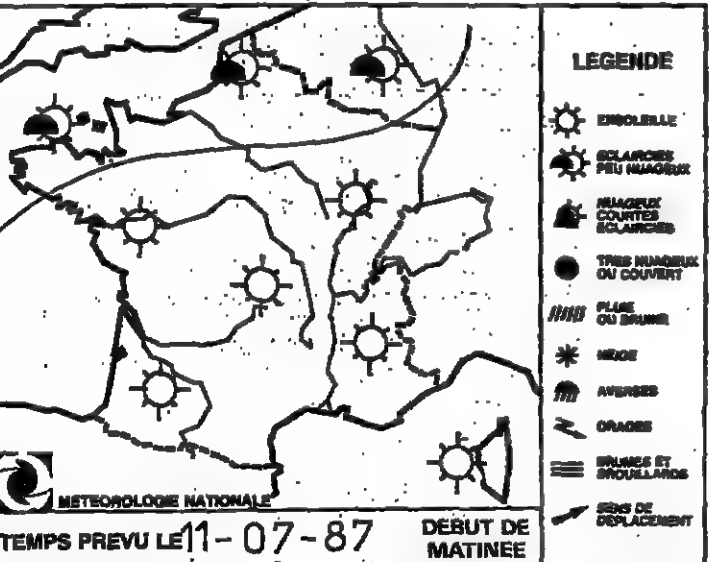 METEOROLOGIE NATIONALE
TEMPS PREVU LE 11-07-87
DEBUT DE
MATINEE
LEGENDE
ENSOLEILLE
ECLAIRCIES
PEU NUAGEUX
NUAGEUX
COURTES
ECLAIRCIES
TRES NUAGEUX
OU COUVERT
PLUIE
OU BRUINE
NEIGE
AVERSES
ORAGES
BRUMES ET
BROUILLARDS
SENS DE
DEPLACEMENT